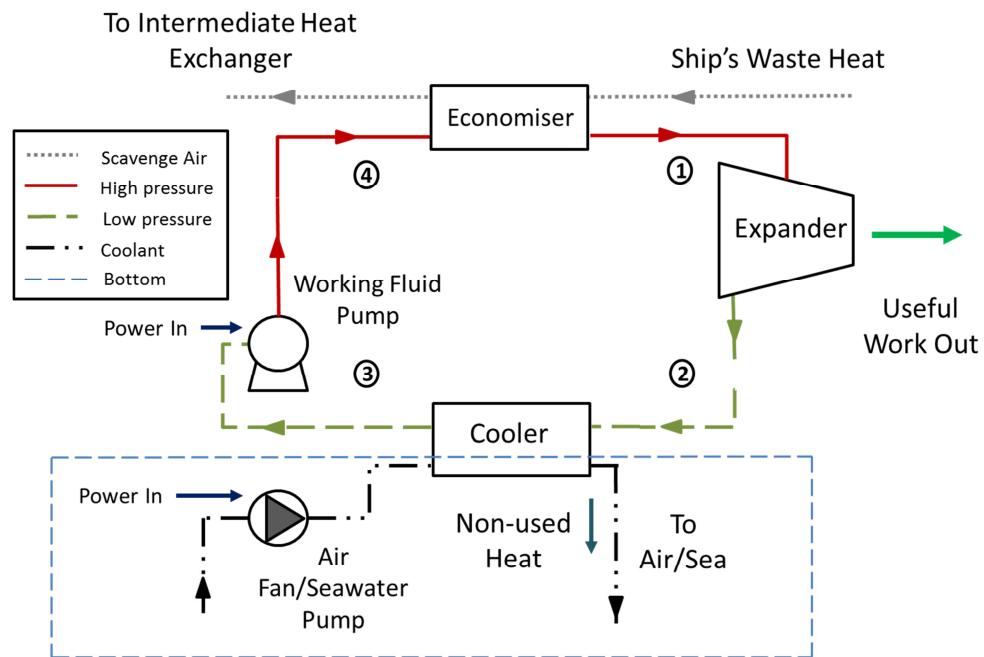 To Intermediate Heat
Exchanger
Ship's Waste Heat
Economiser
Scavenge Air
High pressure
Low pressure
Coolant
Bottom
④
①
Expander
Working Fluid
Pump
Power In
Useful
Work Out
③
②
Cooler
Power In
Non-used
Heat
To
Air/Sea
Air
Fan/Seawater
Pump